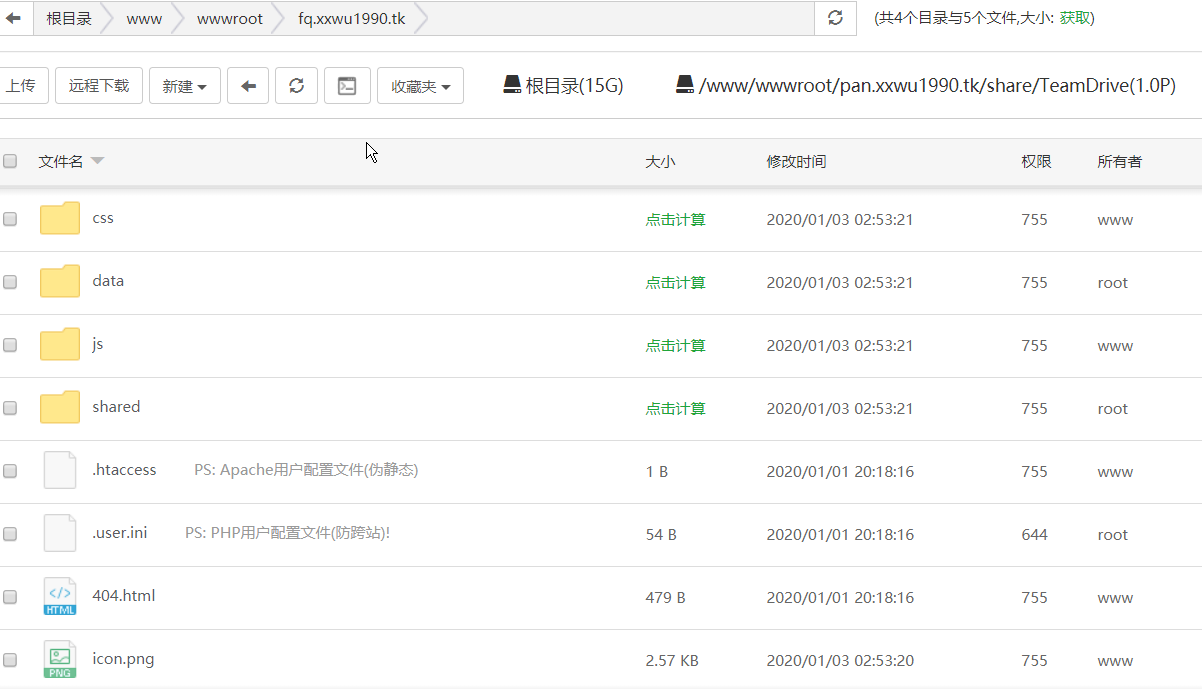 根目录 www wwwroot fq.xxwu1990.tk (共4个目录与5个文件,大小: 获取)
上传 远程下载 新建 收藏夹 根目录(15G) /www/wwwroot/pan.xxwu1990.tk/share/TeamDrive(1.0P)
文件名 大小 修改时间 权限 所有者
css 点击计算 2020/01/03 02:53:21 755 www
data 点击计算 2020/01/03 02:53:21 755 root
js 点击计算 2020/01/03 02:53:21 755 www
shared 点击计算 2020/01/03 02:53:21 755 root
.htaccess PS: Apache用户配置文件(伪静态) 1 B 2020/01/01 20:18:16 755 www
.user.ini PS: PHP用户配置文件(防跨站)! 54 B 2020/01/01 20:18:16 644 root
HTML 404.html 479 B 2020/01/01 20:18:16 755 www
PNG icon.png 2.57 KB 2020/01/03 02:53:20 755 www